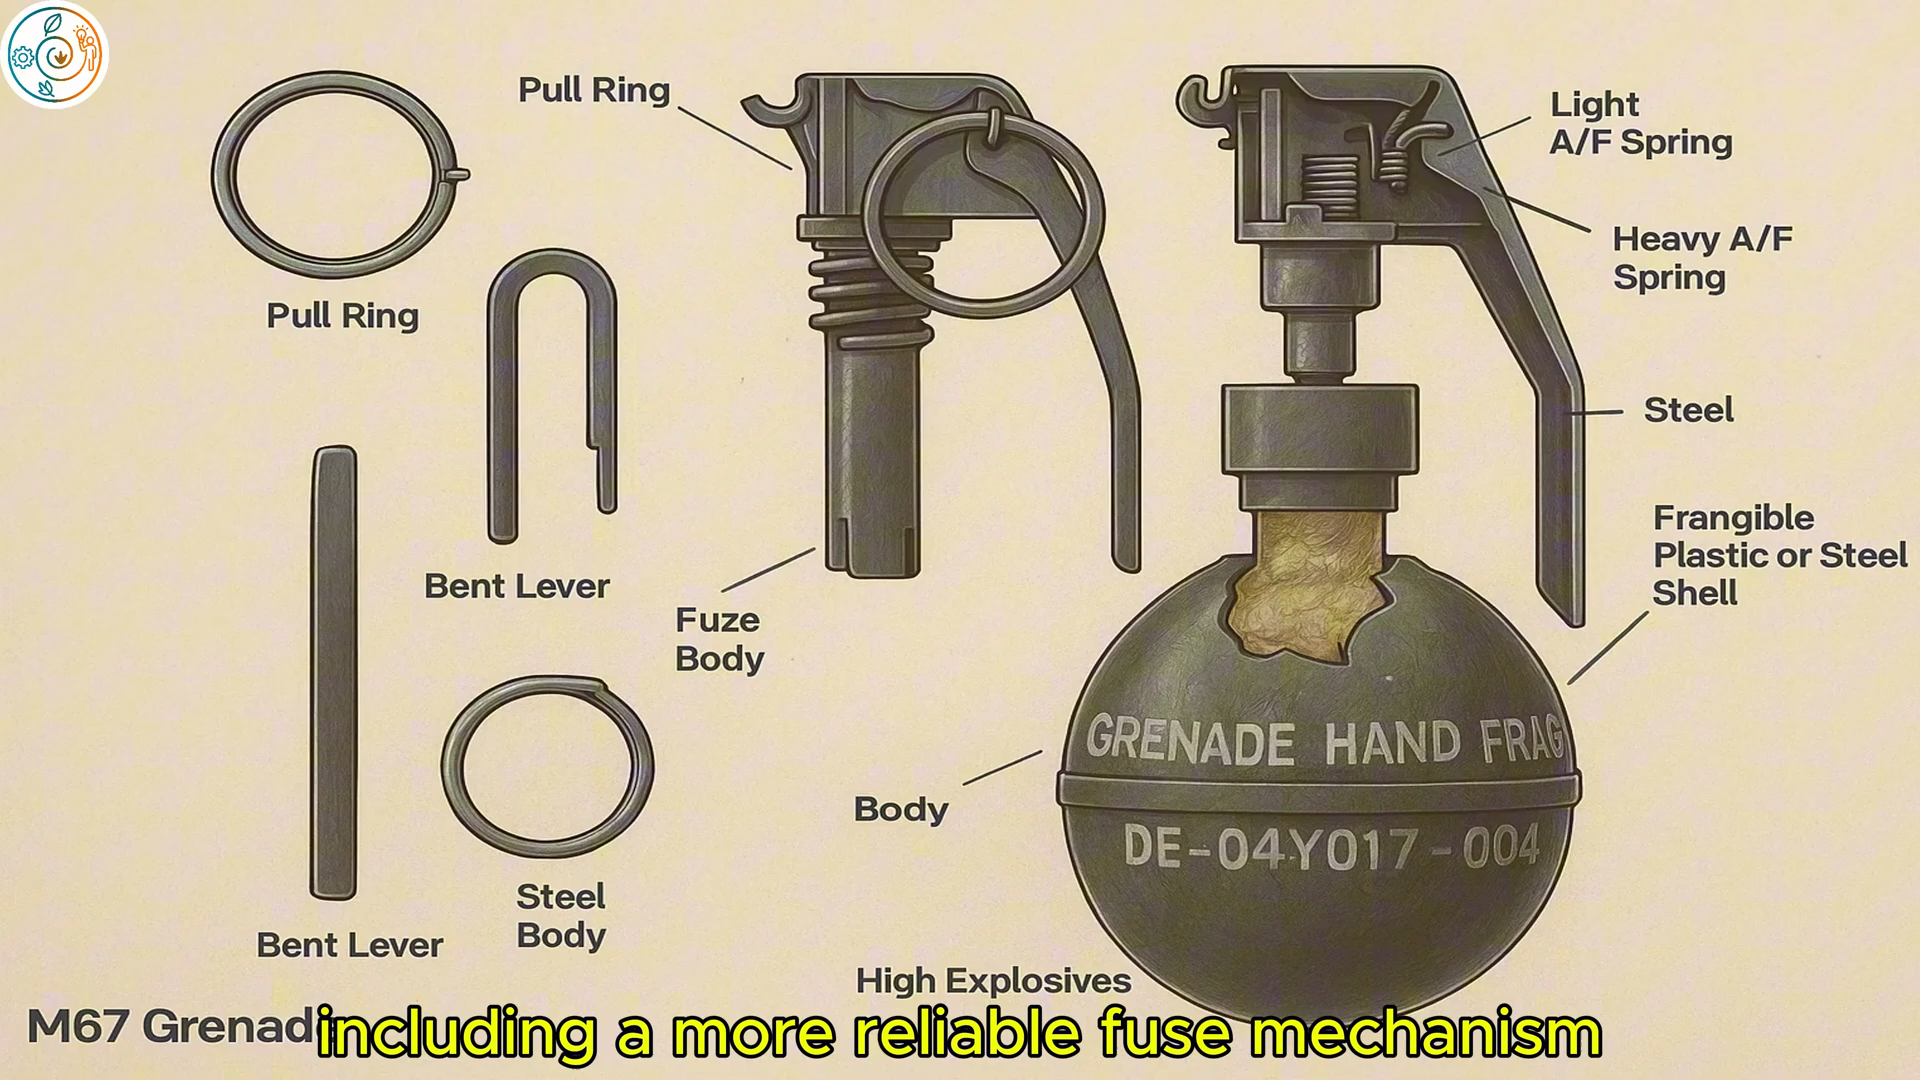 Pull Ring
Light
A/F Spring
Heavy A/F
Spring
Pull Ring
Steel
Frangible
Plastic or Steel
Shell
Bent Lever
Fuze
Body
GRENADE HAND FRAG
Body
DE-04Y017-004
Steel
Body
Bent Lever
High Explosives
M67 Grenad
including a more reliable fuse mechanism